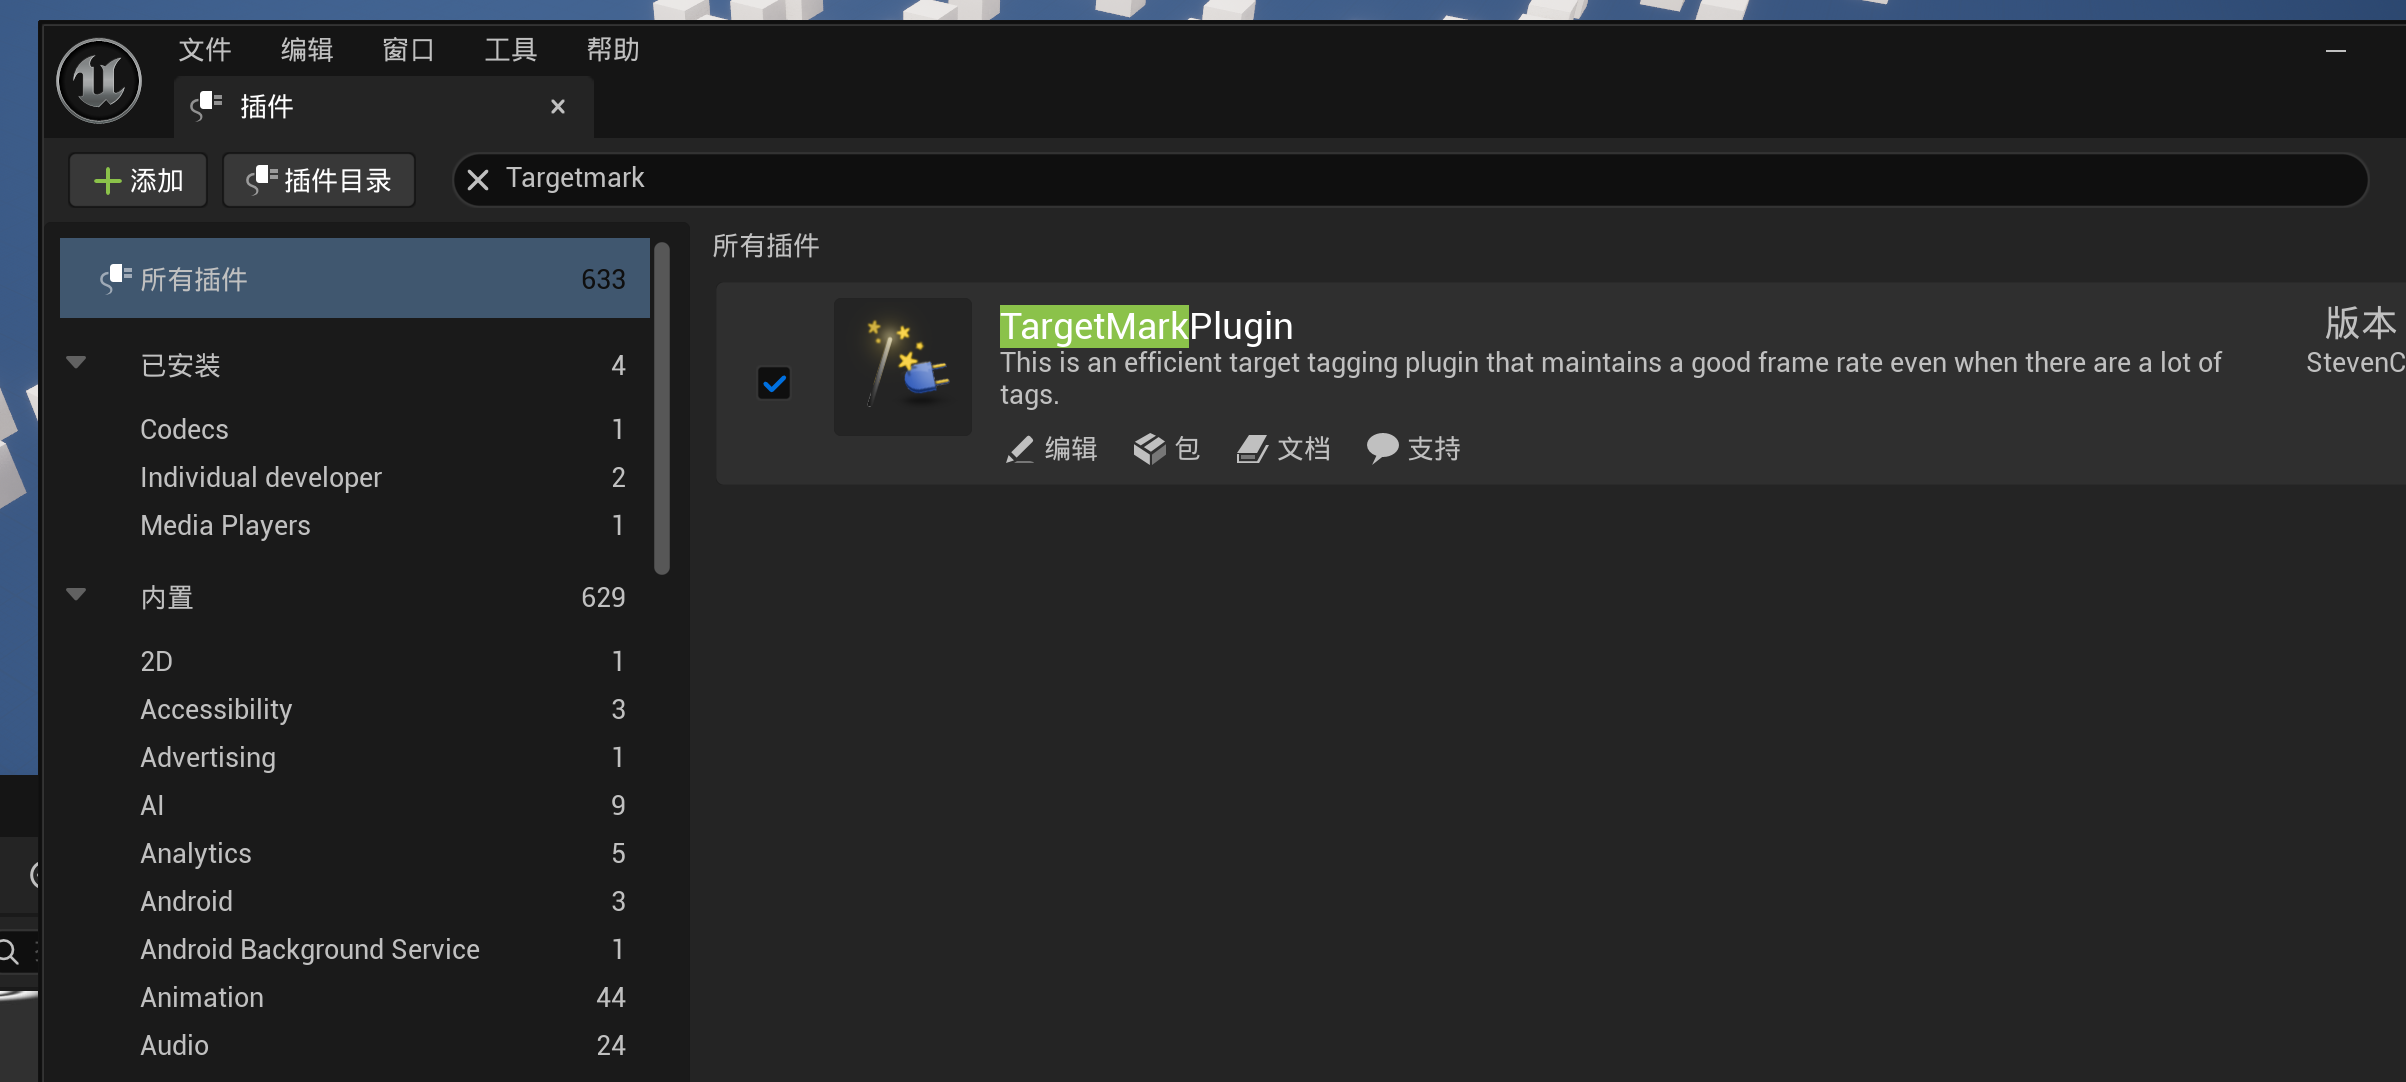 文件 编辑 窗口 工具 帮助
插件
添加 插件目录 Targetmark
所有插件 633
已安装 4
Codecs 1
Individual developer 2
Media Players 1
内置 629
2D 1
Accessibility 3
Advertising 1
AI 9
Analytics 5
Android 3
Android Background Service 1
Animation 44
Audio 24
所有插件
TargetMarkPlugin
This is an efficient target tagging plugin that maintains a good frame rate even when there are a lot of
tags.
编辑 包 文档 支持
版本
StevenC